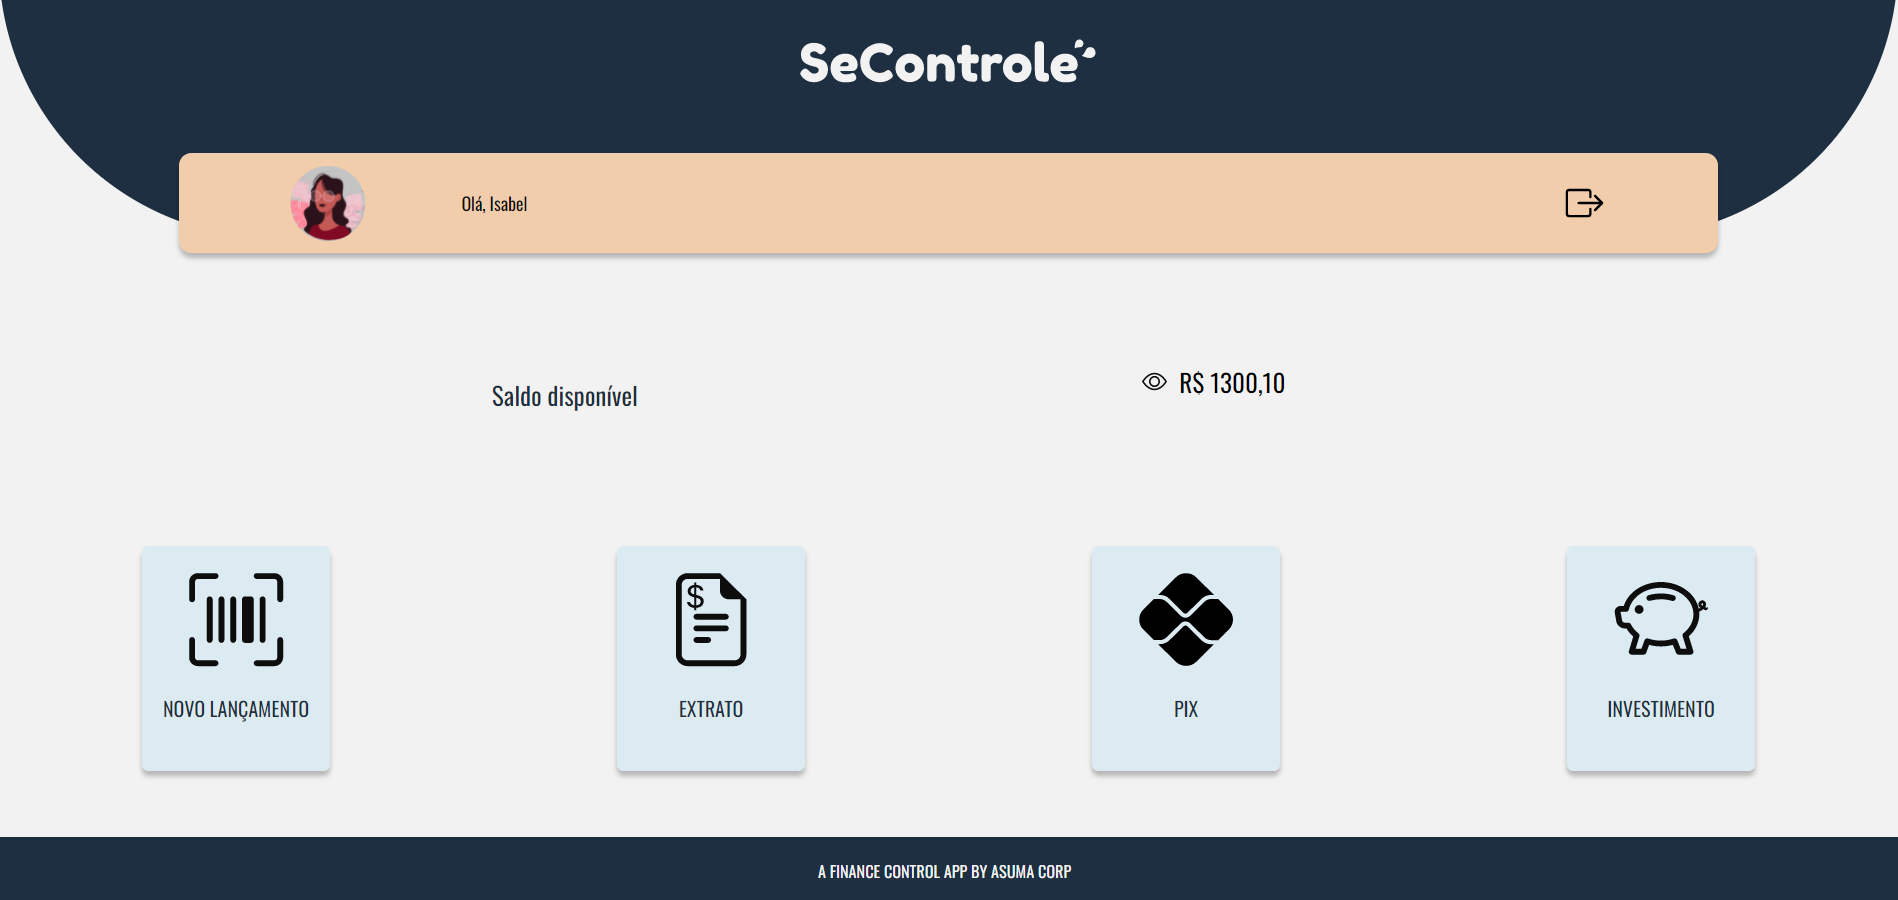 SeControle
Olá, Isabel
Saldo disponível
R$ 1300,10
$
NOVO LANÇAMENTO
EXTRATO
PIX
INVESTIMENTO
A FINANCE CONTROL APP BY ASUMA CORP